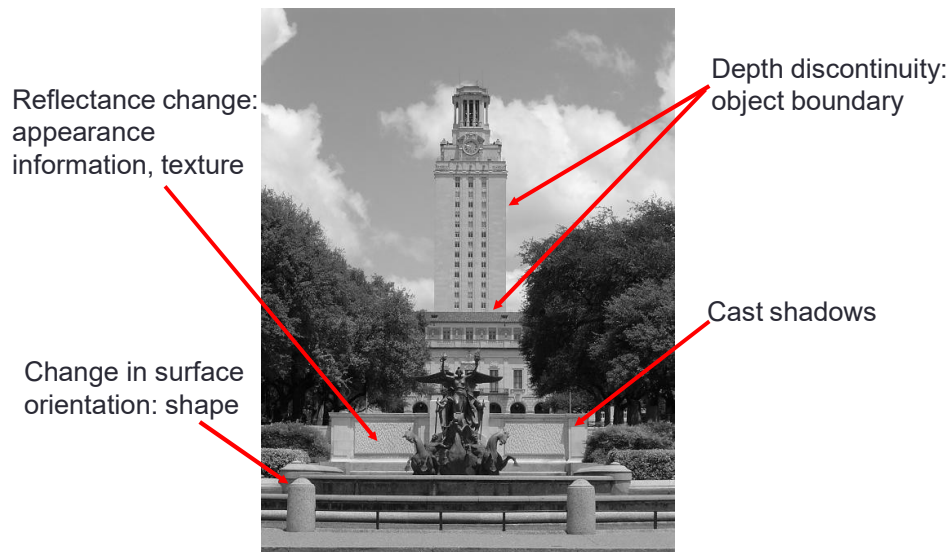 Reflectance change:
appearance
information, texture
Change in surface
orientation: shape
Depth discontinuity:
object boundary
Cast shadows